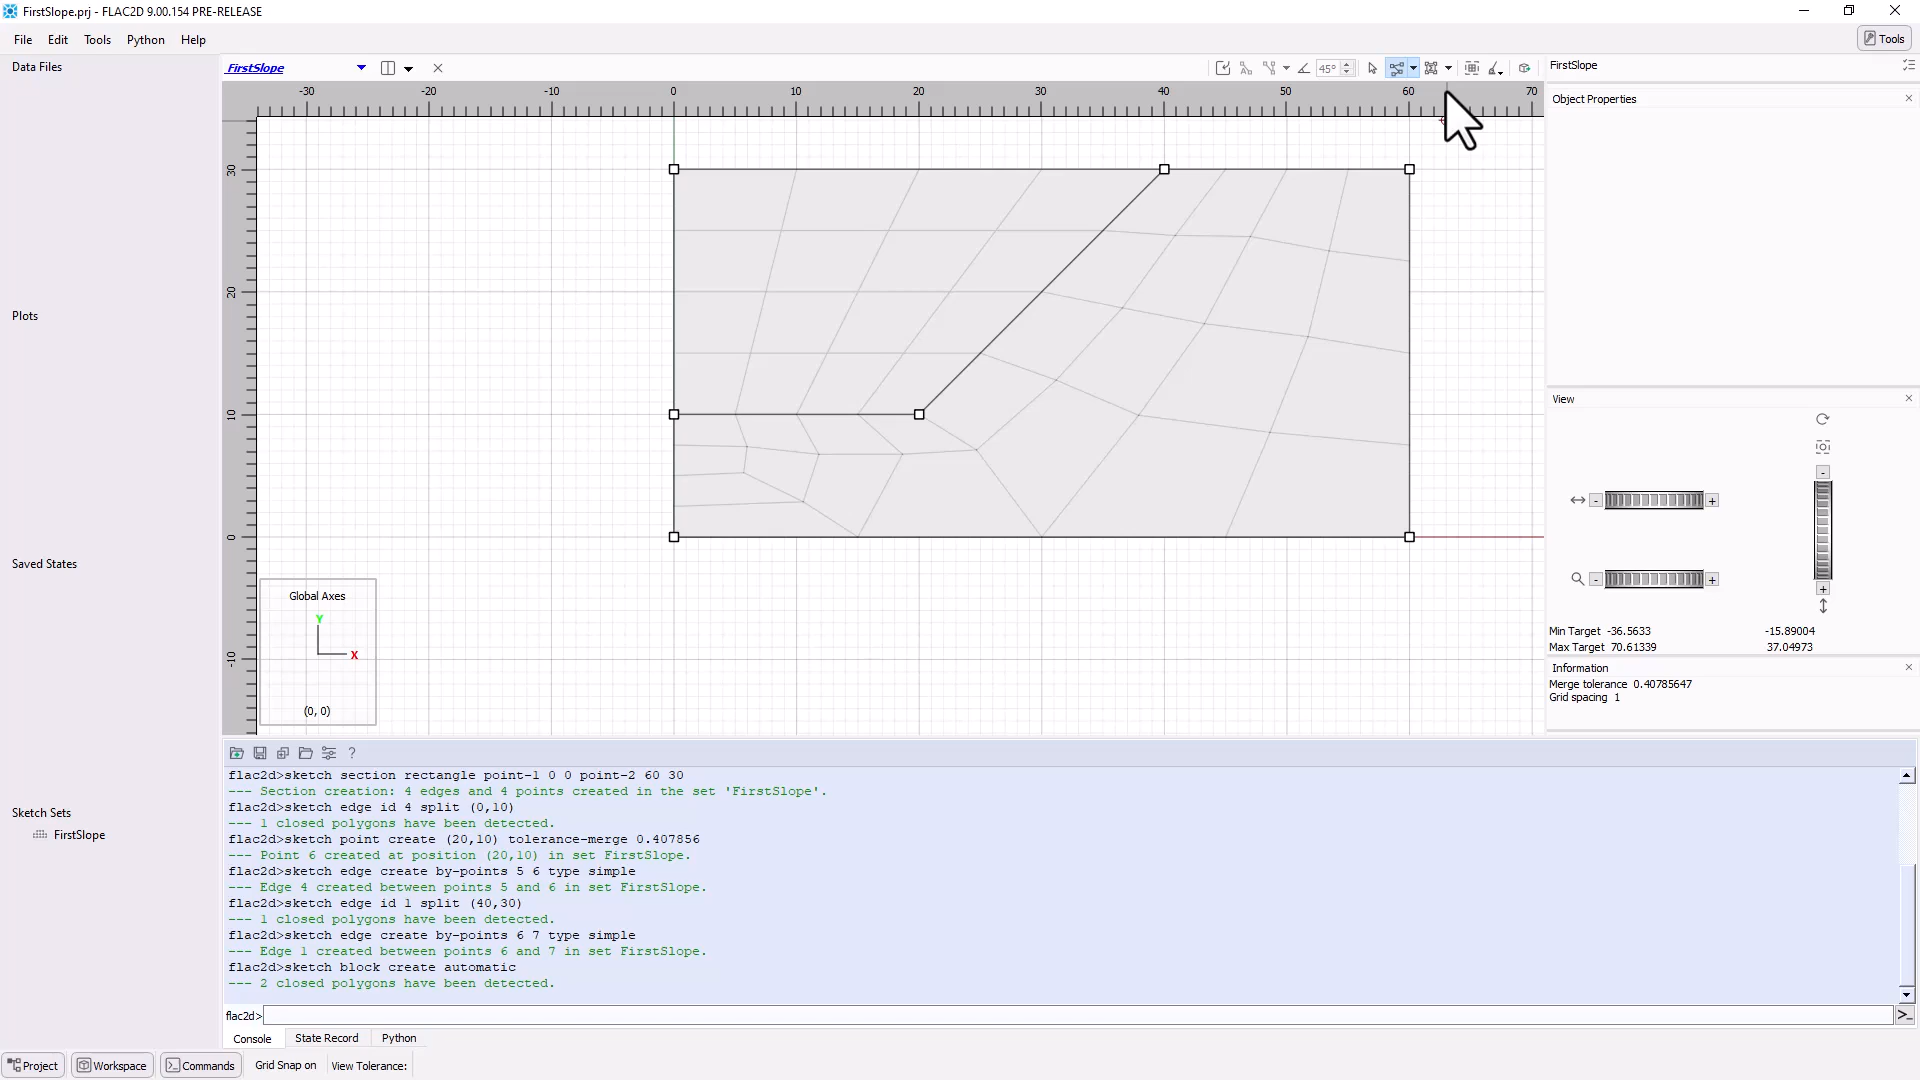 FirstSlope.prj - FLAC2D 9.00.154 PRE-RELEASE
File Edit Tools Python Help
Tools
Data Files
FirstSlope
45°
FirstSlope
-30 -20 -10 0 10 20 30 40 50 60 70
Object Properties
30
20
10
0
-10
Plots
View
- +
-
- +
+
Saved States
Global Axes
Y
X
(0, 0)
Min Target -36.5633 -15.89004
Max Target 70.61339 37.04973
Information
Merge tolerance 0.40785647
Grid spacing 1
?
flac2d>sketch section rectangle point-1 0 0 point-2 60 30
--- Section creation: 4 edges and 4 points created in the set 'FirstSlope'.
flac2d>sketch edge id 4 split (0,10)
--- 1 closed polygons have been detected.
flac2d>sketch point create (20,10) tolerance-merge 0.407856
--- Point 6 created at position (20,10) in set FirstSlope.
flac2d>sketch edge create by-points 5 6 type simple
--- Edge 4 created between points 5 and 6 in set FirstSlope.
flac2d>sketch edge id 1 split (40,30)
--- 1 closed polygons have been detected.
flac2d>sketch edge create by-points 6 7 type simple
--- Edge 1 created between points 6 and 7 in set FirstSlope.
flac2d>sketch block create automatic
--- 2 closed polygons have been detected.
Sketch Sets
FirstSlope
flac2d>
Console State Record Python
Project Workspace Commands Grid Snap on View Tolerance: